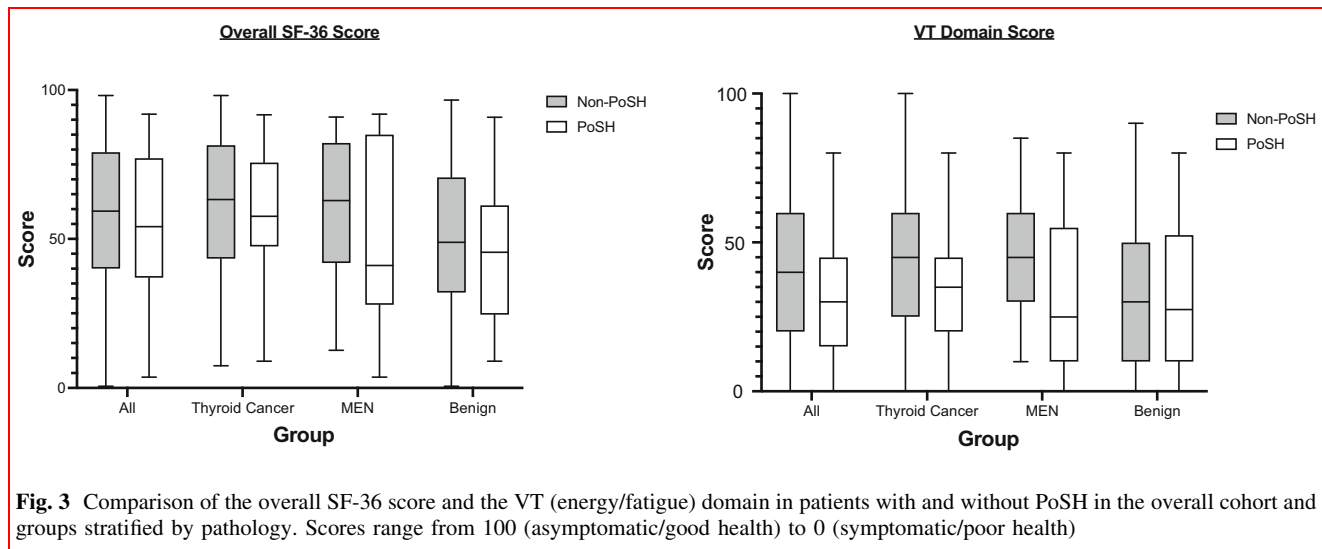 Overall SF-36 Score
100
50
0
Score
All
Thyroid Cancer
MEN
Benign
Group
Non-PoSH
PoSH
VT Domain Score
100
50
0
Score
All
Thyroid Cancer
MEN
Benign
Group
Non-PoSH
PoSH
Fig. 3 Comparison of the overall SF-36 score and the VT (energy/fatigue) domain in patients with and without PoSH in the overall cohort and
groups stratified by pathology. Scores range from 100 (asymptomatic/good health) to 0 (symptomatic/poor health)